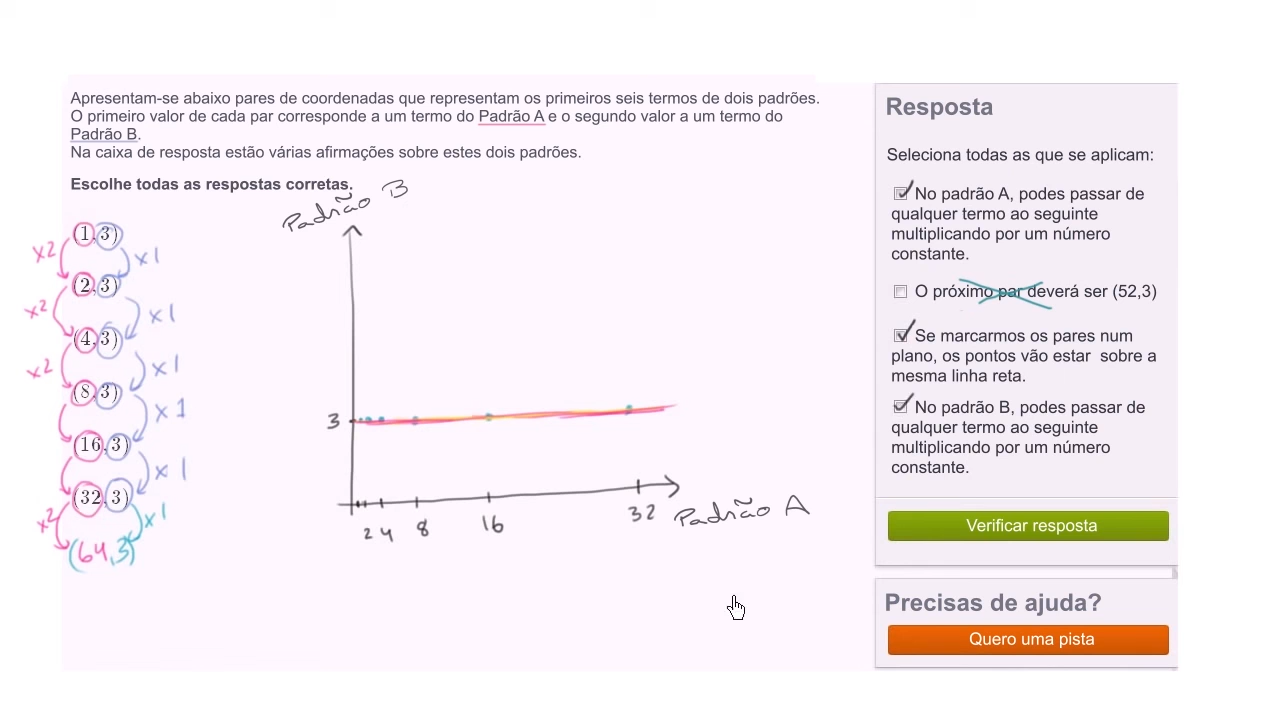 Apresentam-se abaixo pares de coordenadas que representam os primeiros seis termos de dois padrões.
O primeiro valor de cada par corresponde a um termo do Padrão A e o segundo valor a um termo do
Padrão B.
Na caixa de resposta estão várias afirmações sobre estes dois padrões.
Escolhe todas as respostas corretas.
Padrão B
(1,3)
x2
x1
(2,3)
x2
x1
(4,3)
x2
x1
(8,3)
x1
(16,3)
x1
(32,3)
x2
x1
(64,3)
3
2 4 8 16 32
Padrão A
Resposta
Seleciona todas as que se aplicam:
No padrão A, podes passar de
qualquer termo ao seguinte
multiplicando por um número
constante.
O próximo par deverá ser (52,3)
Se marcarmos os pares num
plano, os pontos vão estar sobre a
mesma linha reta.
No padrão B, podes passar de
qualquer termo ao seguinte
multiplicando por um número
constante.
Verificar resposta
Precisas de ajuda?
Quero uma pista